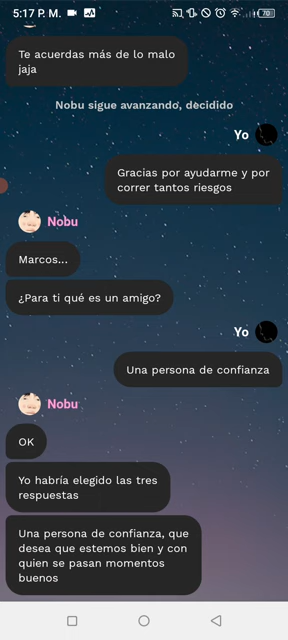 5:17 P. M.
70
Te acuerdas más de lo malo
jaja
Nobu sigue avanzando, decidido
Yo
Gracias por ayudarme y por
correr tantos riesgos
Nobu
Marcos...
¿Para ti qué es un amigo?
Yo
Una persona de confianza
Nobu
OK
Yo habría elegido las tres
respuestas
Una persona de confianza, que
desea que estemos bien y con
quien se pasan momentos
buenos